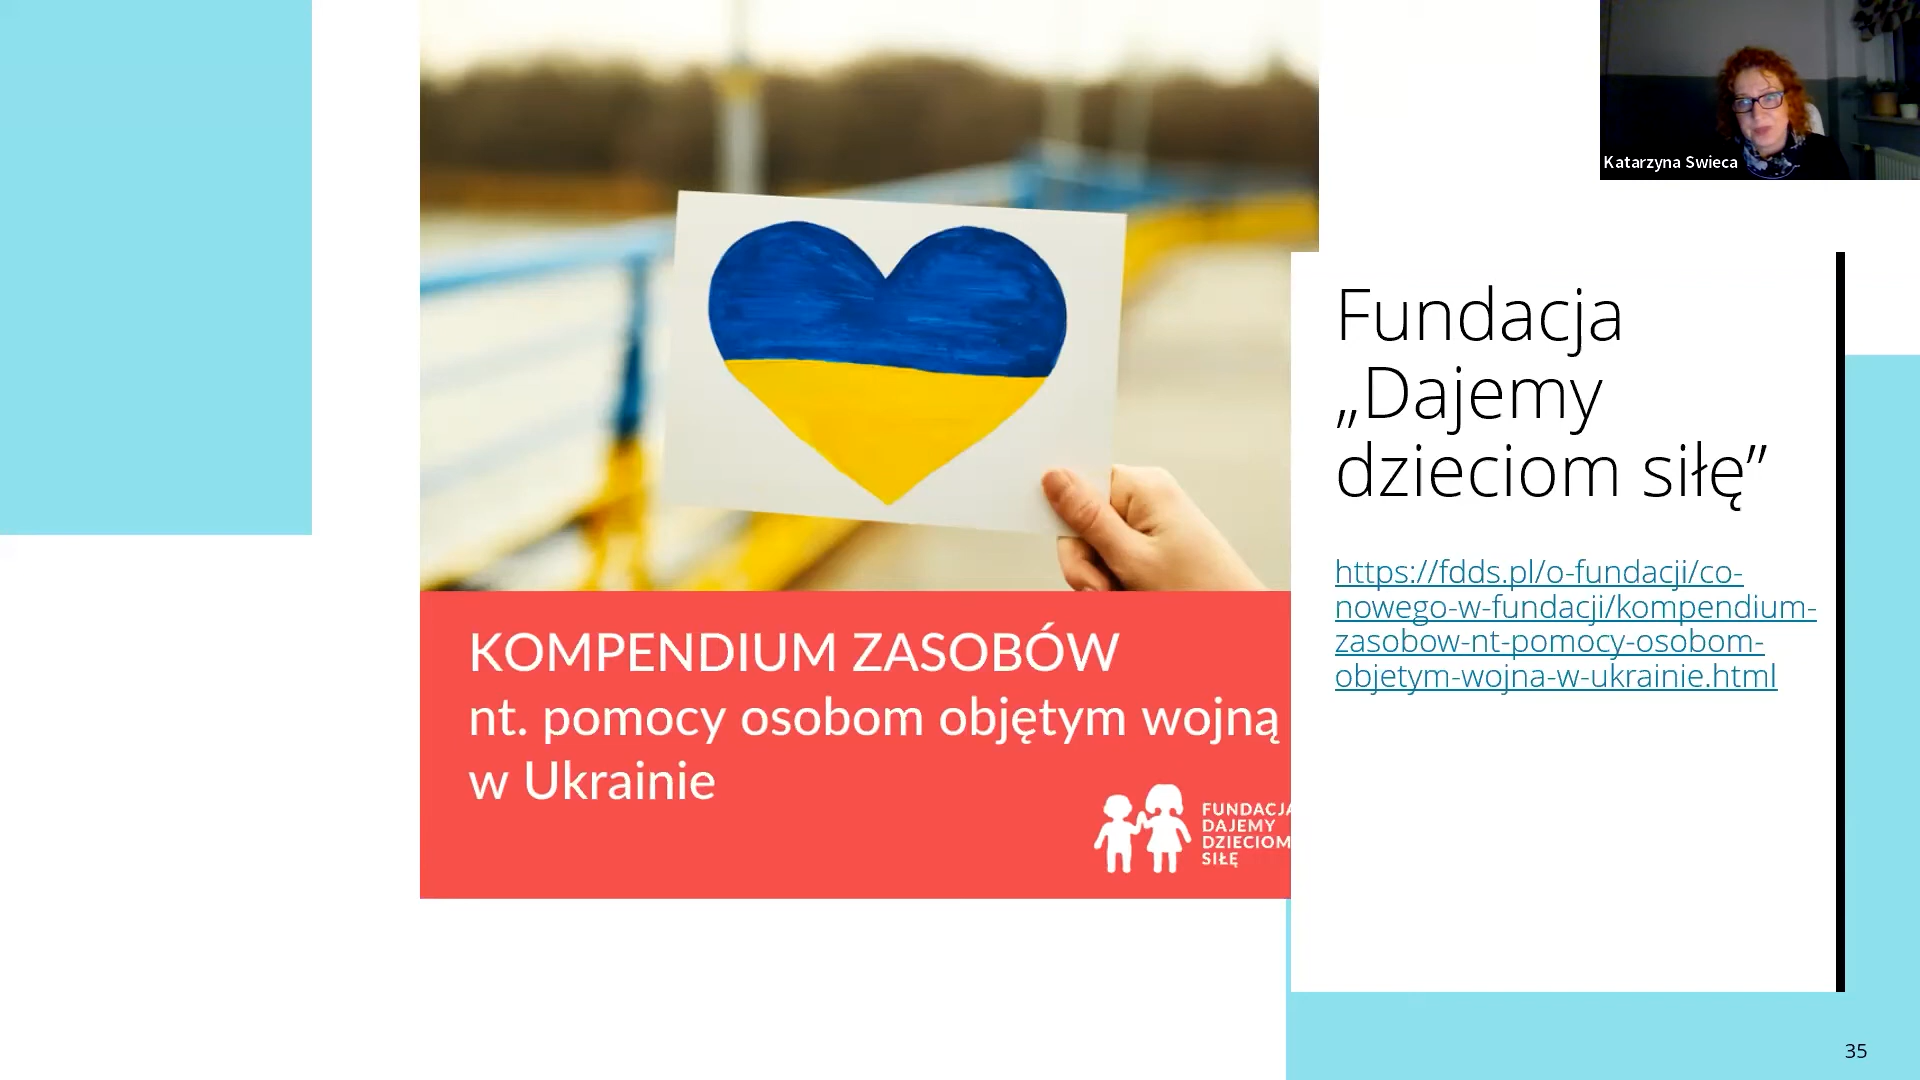 Katarzyna Swieca
Fundacja
„Dajemy
dzieciom siłę”
https://fdds.pl/o-fundacji/co-
nowego-w-fundacji/kompendium-
zasobow-nt-pomocy-osobom-
objetym-wojna-w-ukrainie.html
KOMPENDIUM ZASOBÓW
nt. pomocy osobom objętym wojną
w Ukrainie
FUNDACJA
DAJEMY
DZIECIOM
SIŁĘ
35